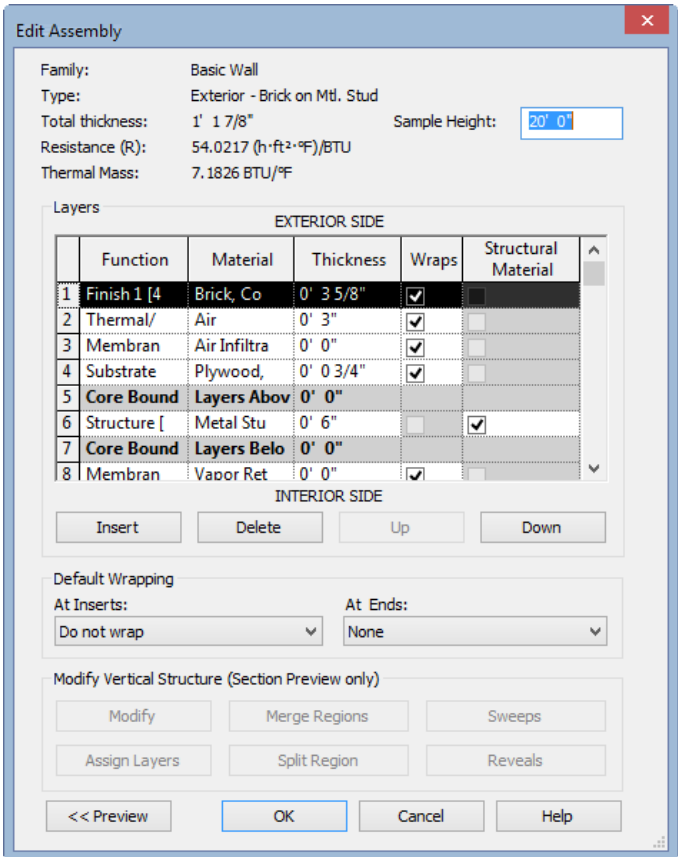 Edit Assembly
Family: Basic Wall
Type: Exterior - Brick on Mtl. Stud
Total thickness: 1' 1 7/8" Sample Height: 20' 0"
Resistance (R): 54.0217 (h·ft²·°F)/BTU
Thermal Mass: 7.1826 BTU/°F
Layers
EXTERIOR SIDE
Function Material Thickness Wraps Structural Material
1 Finish 1 [4 Brick, Co 0' 3 5/8"
2 Thermal/ Air 0' 3"
3 Membran Air Infiltra 0' 0"
4 Substrate Plywood, 0' 0 3/4"
5 Core Bound Layers Abov 0' 0"
6 Structure [ Metal Stu 0' 6"
7 Core Bound Layers Belo 0' 0"
8 Membran Vapor Ret 0' 0"
INTERIOR SIDE
Insert Delete Up Down
Default Wrapping
At Inserts: At Ends:
Do not wrap None
Modify Vertical Structure (Section Preview only)
Modify Merge Regions Sweeps
Assign Layers Split Region Reveals
<< Preview OK Cancel Help